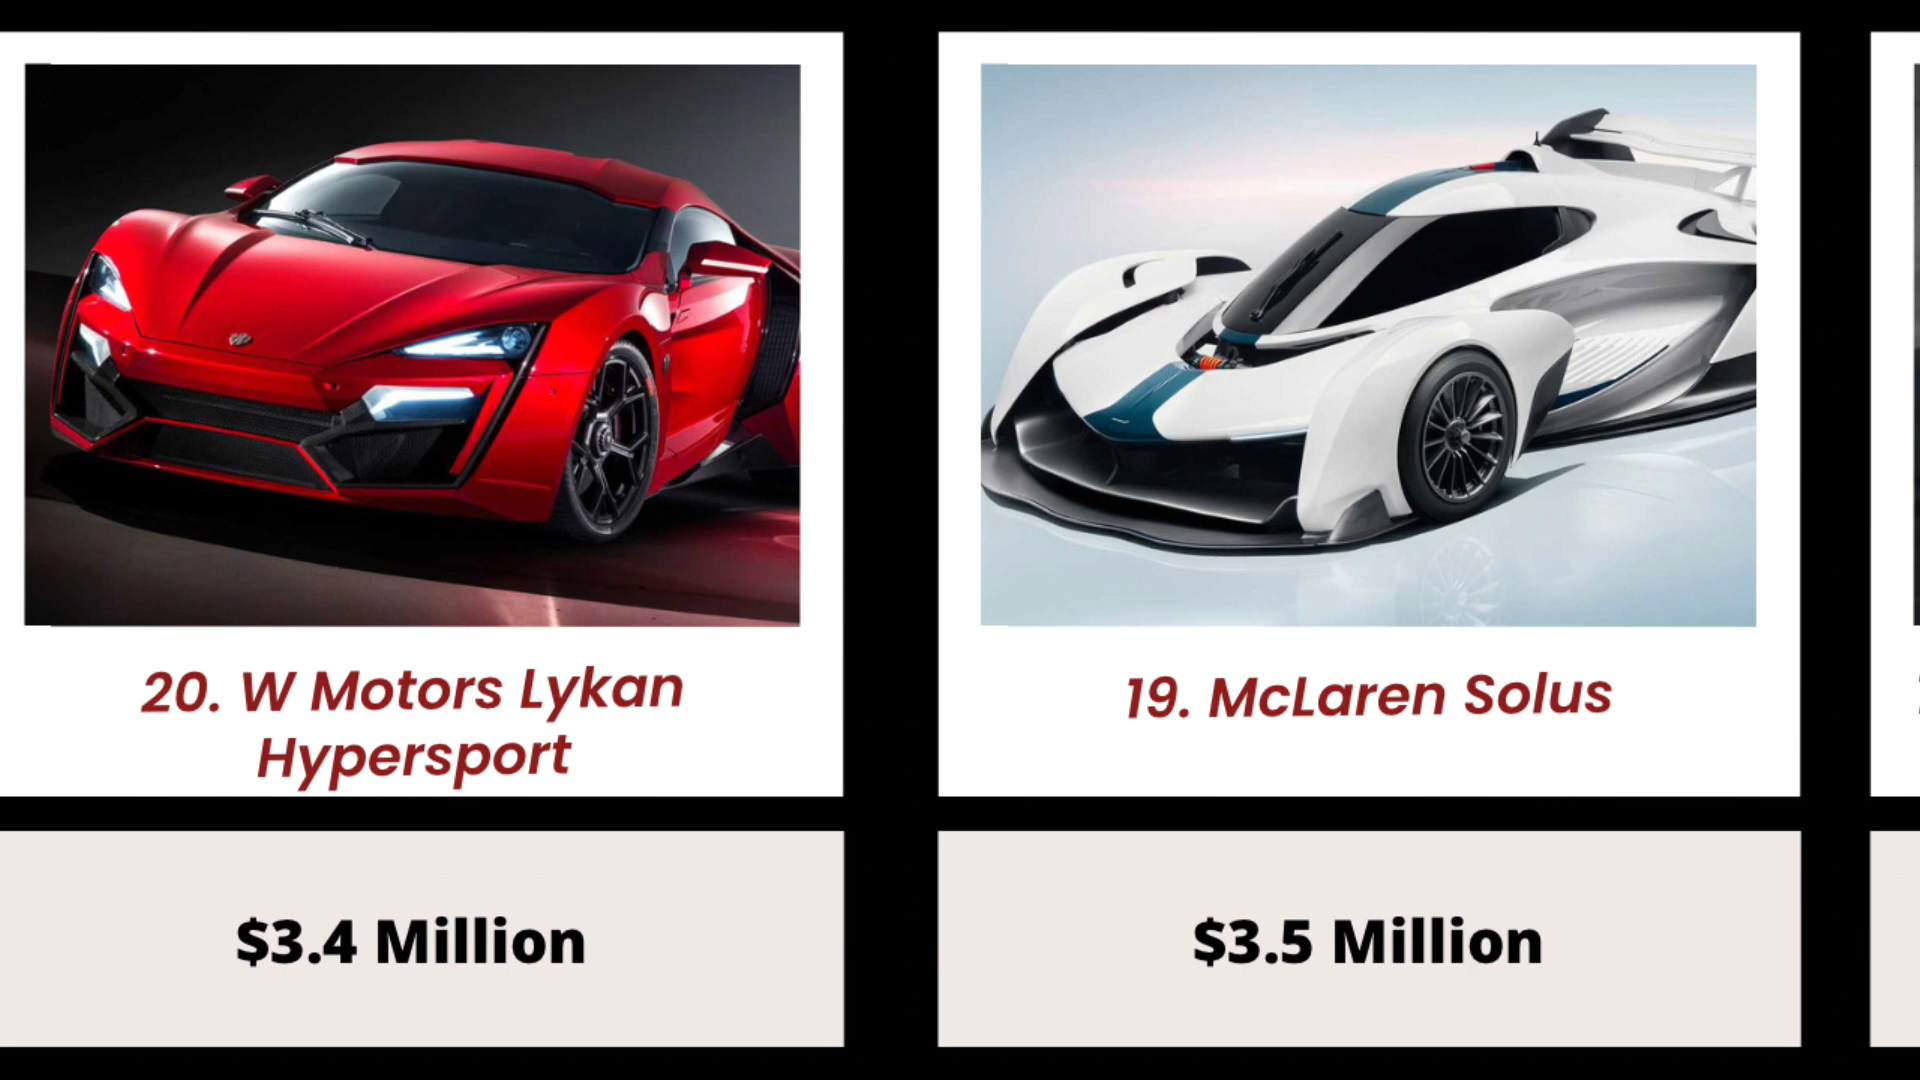 20. W Motors Lykan
Hypersport
$3.4 Million
19. McLaren Solus
$3.5 Million